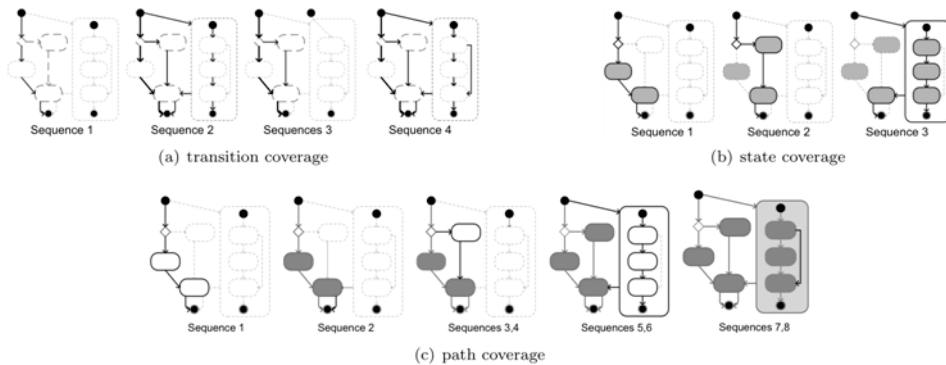 Sequence 1
Sequence 2
Sequences 3
Sequence 4
(a) transition coverage
Sequence 1
Sequence 2
Sequence 3
(b) state coverage
Sequence 1
Sequence 2
Sequences 3,4
Sequences 5,6
Sequences 7,8
(c) path coverage